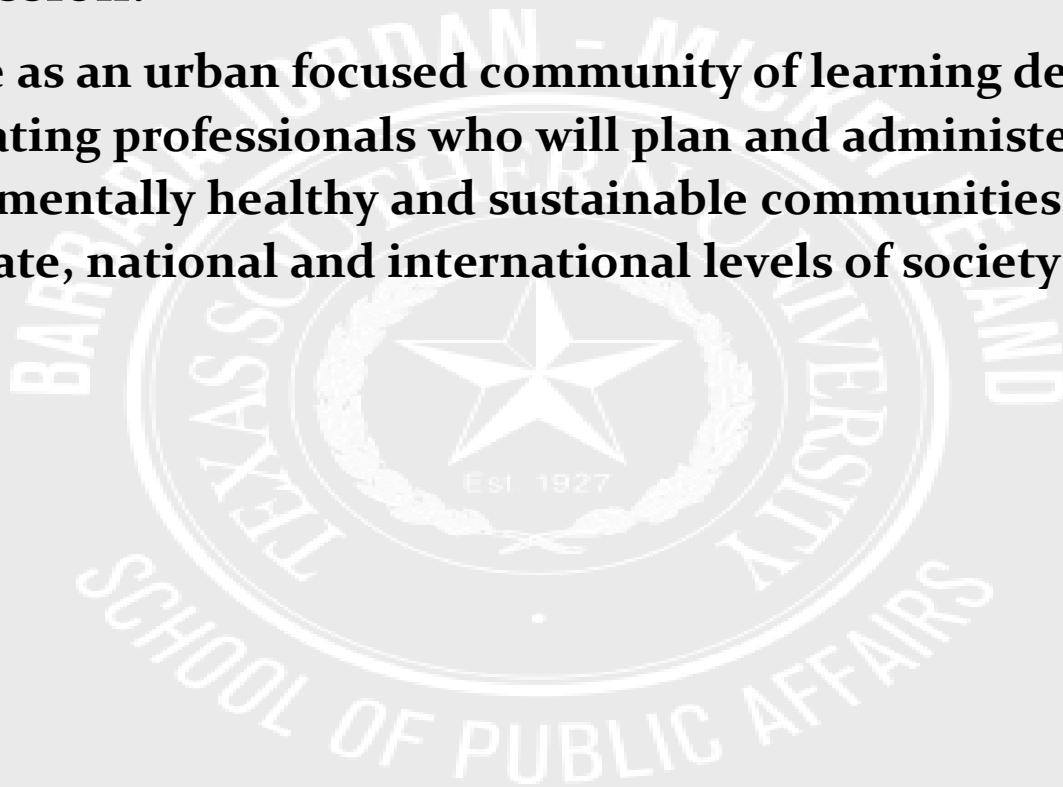 ssion:
e as an urban focused community of learning de
ating professionals who will plan and administe
mentally healthy and sustainable communities
ate, national and international levels of society
BARBARA JORDAN - MICKEY LELAND
TEXAS SOUTHERN UNIVERSITY
Est. 1927
SCHOOL OF PUBLIC AFFAIRS